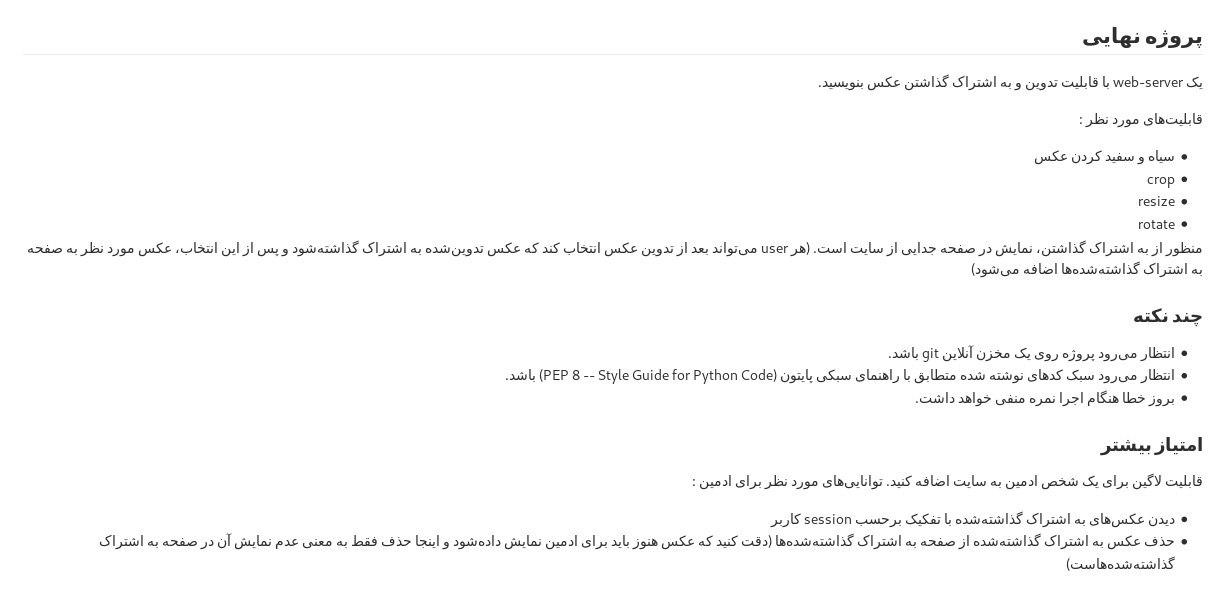 پروژه نهایی
یک web-server با قابلیت تدوین و به اشتراک گذاشتن عکس بنویسید.
قابلیت‌های مورد نظر :
• سیاه و سفید کردن عکس
• crop
• resize
• rotate
منظور از به اشتراک گذاشتن، نمایش در صفحه جدایی از سایت است. (هر user می‌تواند بعد از تدوین عکس انتخاب کند که عکس تدوین‌شده به اشتراک گذاشته‌شود و پس از این انتخاب، عکس مورد نظر به صفحه
به اشتراک گذاشته‌شده‌ها اضافه می‌شود)
چند نکته
• انتظار می‌رود پروژه روی یک مخزن آنلاین git باشد.
• انتظار می‌رود سبک کدهای نوشته شده متطابق با راهنمای سبکی پایتون (PEP 8 -- Style Guide for Python Code) باشد.
• بروز خطا هنگام اجرا نمره منفی خواهد داشت.
امتیاز بیشتر
قابلیت لاگین برای یک شخص ادمین به سایت اضافه کنید. توانایی‌های مورد نظر برای ادمین :
• دیدن عکس‌های به اشتراک گذاشته‌شده با تفکیک برحسب session کاربر
• حذف عکس به اشتراک گذاشته‌شده از صفحه به اشتراک گذاشته‌شده‌ها (دقت کنید که عکس هنوز باید برای ادمین نمایش داده‌شود و اینجا حذف فقط به معنی عدم نمایش آن در صفحه به اشتراک
گذاشته‌شده‌هاست)